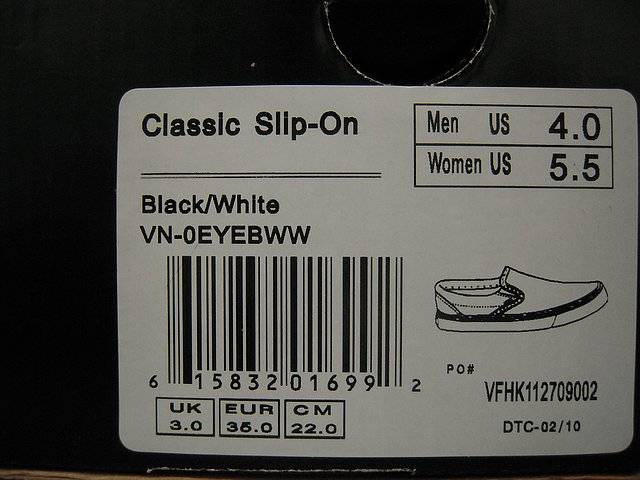 Classic Slip-On
Men US 4.0
Women US 5.5
Black/White
VN-0EYEBWW
6 15832 01699 2
PO#
VFHK112709002
DTC-02/10
UK 3.0
EUR 35.0
CM 22.0